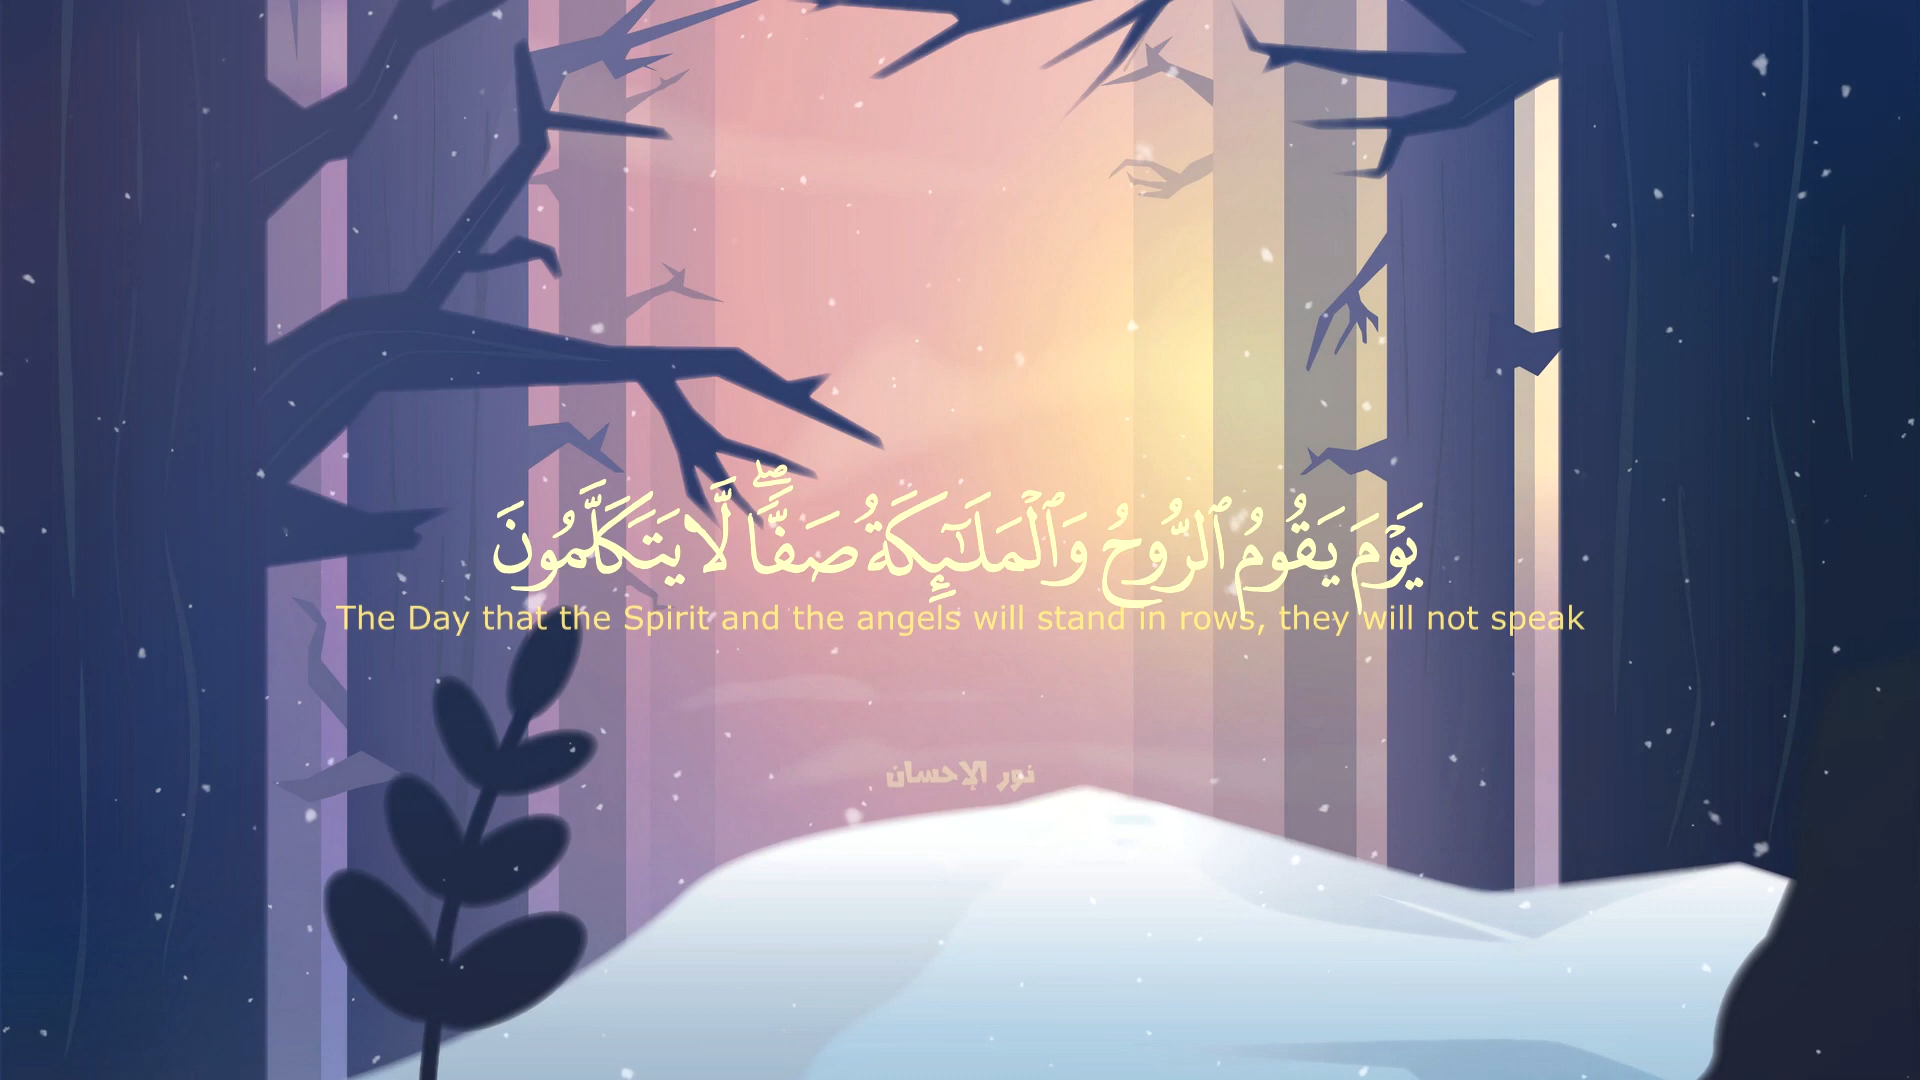 يَوْمَ يَقُومُ ٱلرُّوحُ وَٱلْمَلَـٰٓئِكَةُ صَفًّا ۖ لَّا يَتَكَلَّمُونَ
The Day that the Spirit and the angels will stand in rows, they will not speak
نور الإحسان